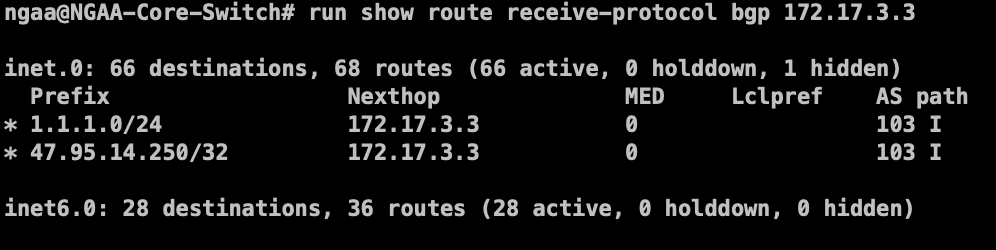 ngaa@NGAA-Core-Switch# run show route receive-protocol bgp 172.17.3.3
inet.0: 66 destinations, 68 routes (66 active, 0 holddown, 1 hidden)
Prefix Nexthop MED Lclpref AS path
* 1.1.1.0/24 172.17.3.3 0 103 I
* 47.95.14.250/32 172.17.3.3 0 103 I
inet6.0: 28 destinations, 36 routes (28 active, 0 holddown, 0 hidden)